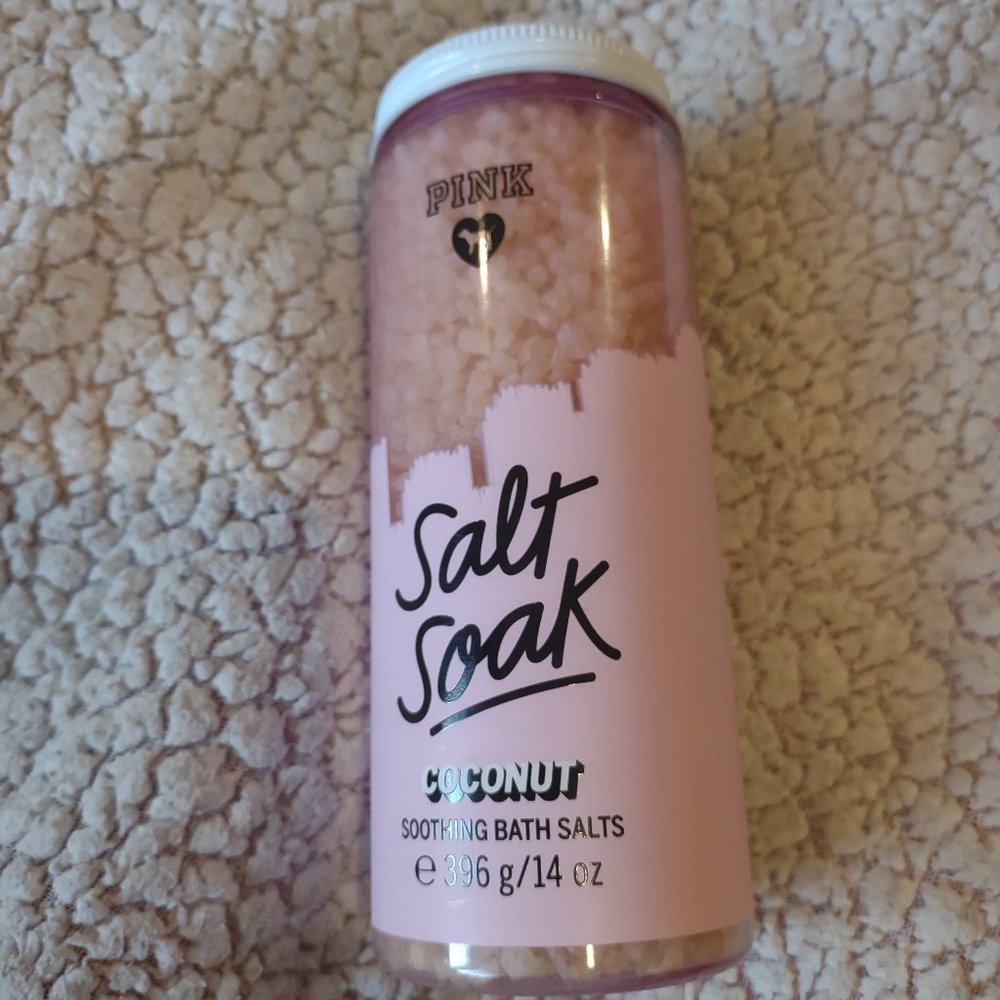 PINK
Salt
Soak
COCONUT
SOOTHING BATH SALTS
℮ 396 g/14 oz